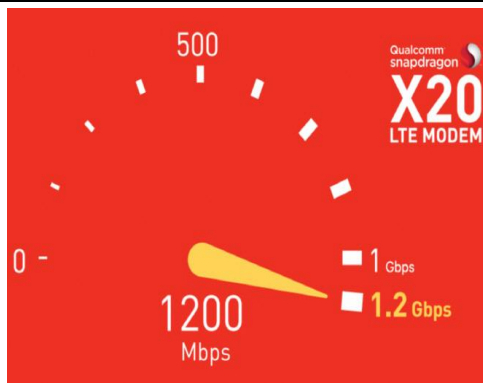 500
Qualcomm
snapdragon
X20
LTE MODEM
0
1 Gbps
1.2 Gbps
1200
Mbps